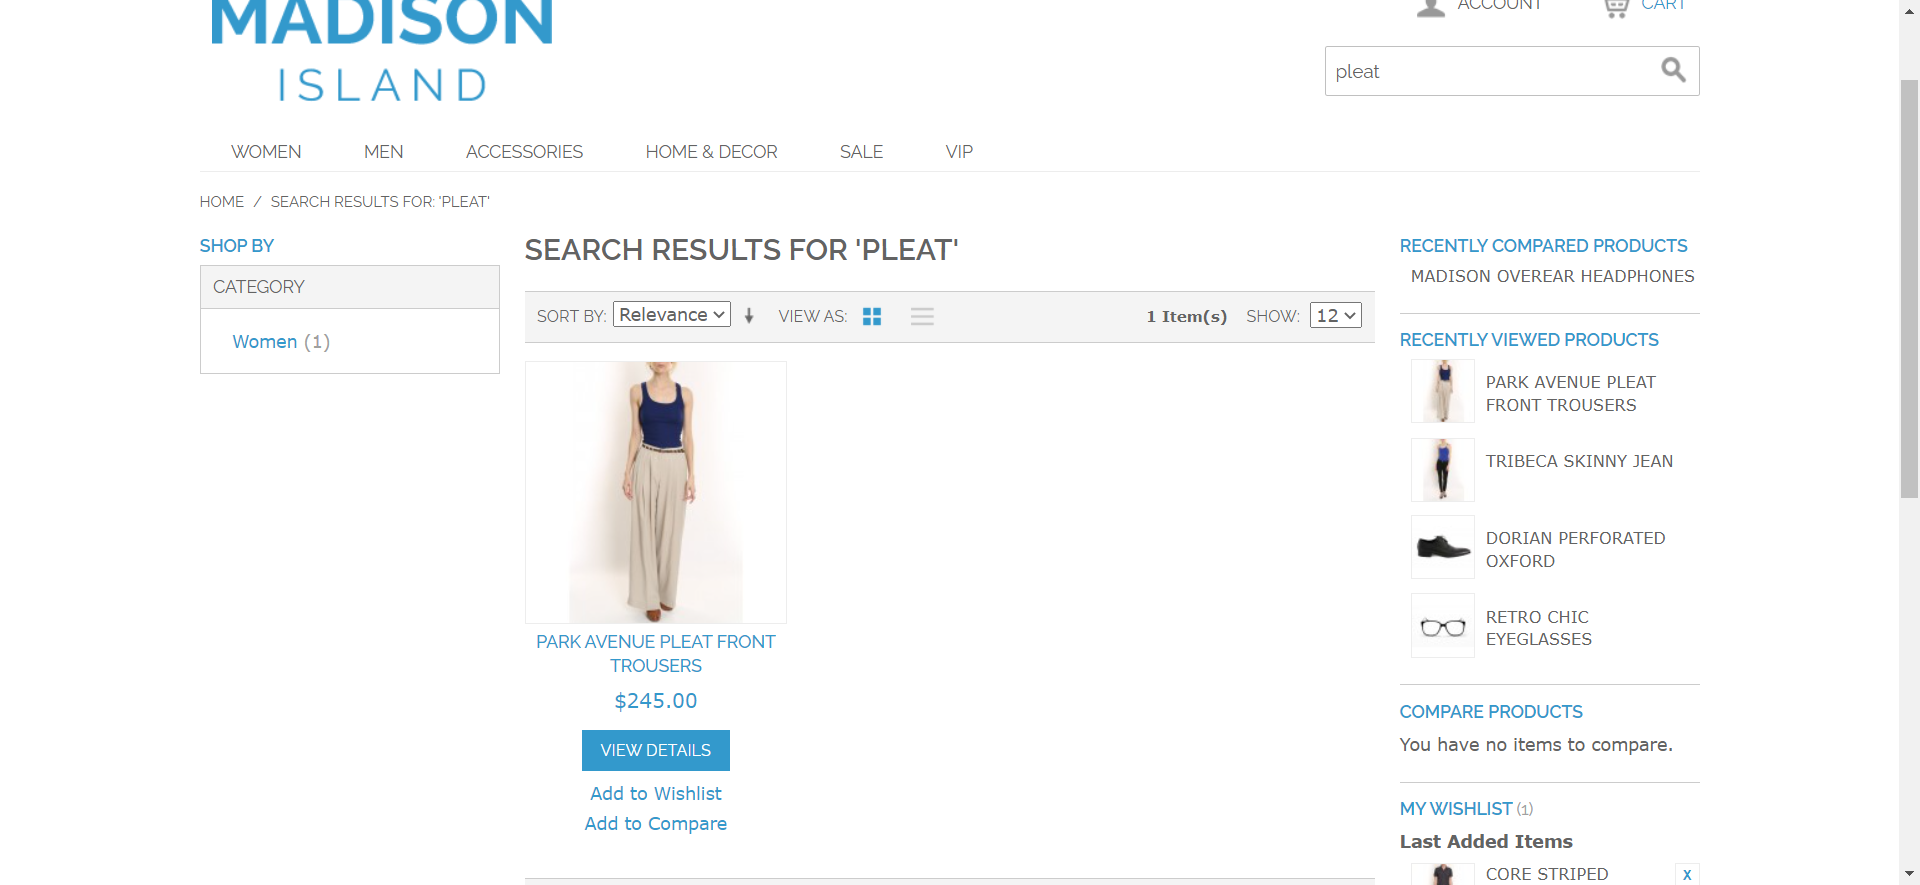 MADISON
ISLAND
ACCOUNT
CART
pleat
WOMEN MEN ACCESSORIES HOME & DECOR SALE VIP
HOME / SEARCH RESULTS FOR: 'PLEAT'
SHOP BY
CATEGORY
Women (1)
SEARCH RESULTS FOR 'PLEAT'
SORT BY: Relevance VIEW AS: 1 Item(s) SHOW: 12
PARK AVENUE PLEAT FRONT
TROUSERS
$245.00
VIEW DETAILS
Add to Wishlist
Add to Compare
RECENTLY COMPARED PRODUCTS
MADISON OVEREAR HEADPHONES
RECENTLY VIEWED PRODUCTS
PARK AVENUE PLEAT
FRONT TROUSERS
TRIBECA SKINNY JEAN
DORIAN PERFORATED
OXFORD
RETRO CHIC
EYEGLASSES
COMPARE PRODUCTS
You have no items to compare.
MY WISHLIST (1)
Last Added Items
CORE STRIPED
X